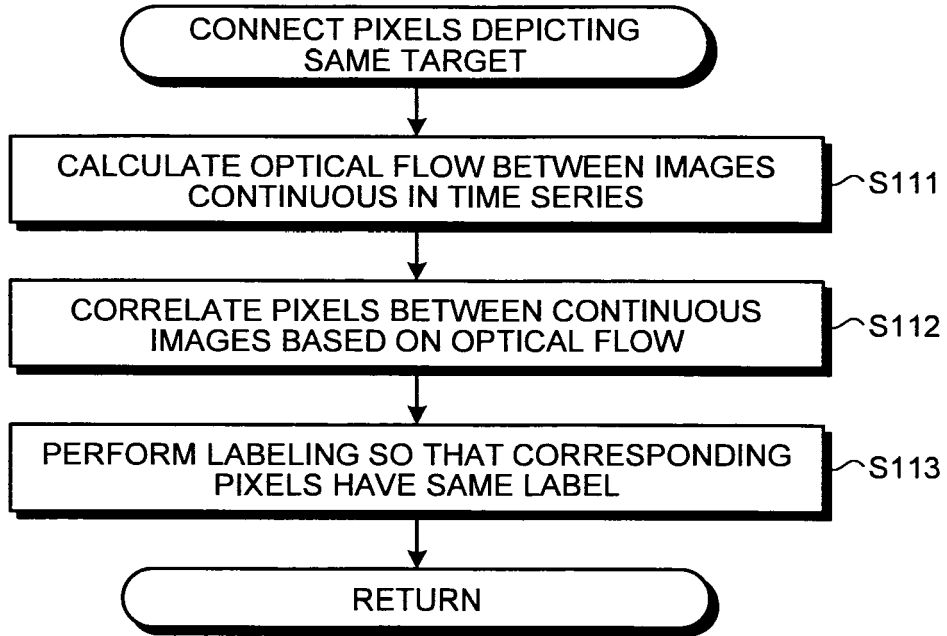 CONNECT PIXELS DEPICTING
SAME TARGET
CALCULATE OPTICAL FLOW BETWEEN IMAGES
CONTINUOUS IN TIME SERIES
S111
CORRELATE PIXELS BETWEEN CONTINUOUS
IMAGES BASED ON OPTICAL FLOW
S112
PERFORM LABELING SO THAT CORRESPONDING
PIXELS HAVE SAME LABEL
S113
RETURN